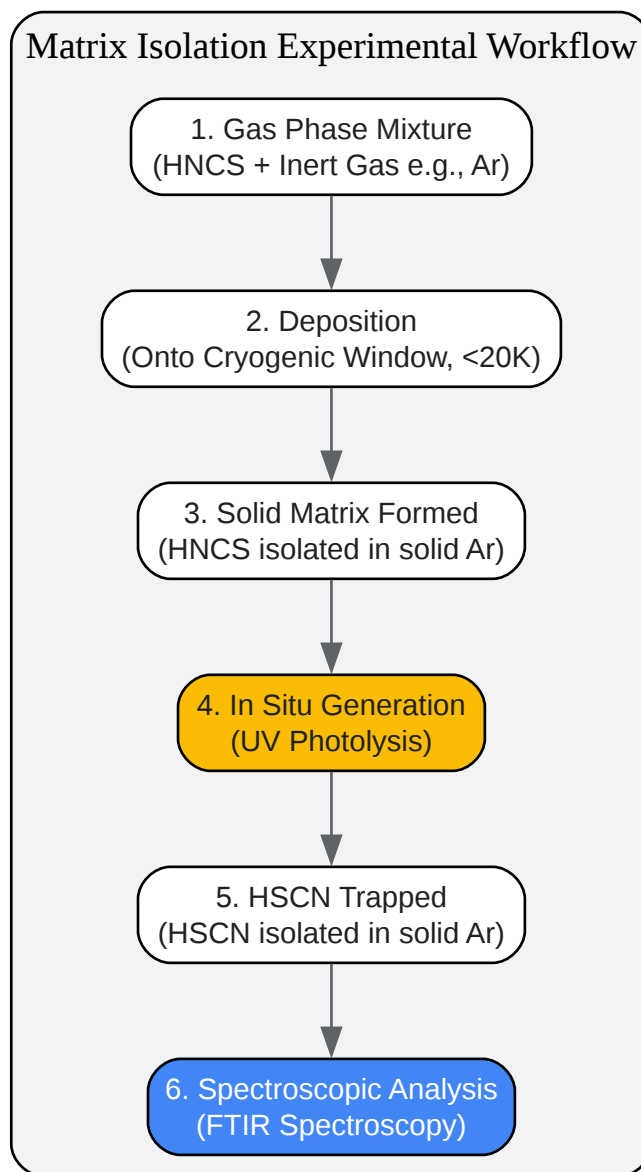 Matrix Isolation Experimental Workflow
1. Gas Phase Mixture
(HNCS + Inert Gas e.g., Ar)
2. Deposition
(Onto Cryogenic Window, <20K)
3. Solid Matrix Formed
(HNCS isolated in solid Ar)
4. In Situ Generation
(UV Photolysis)
5. HSCN Trapped
(HSCN isolated in solid Ar)
6. Spectroscopic Analysis
(FTIR Spectroscopy)